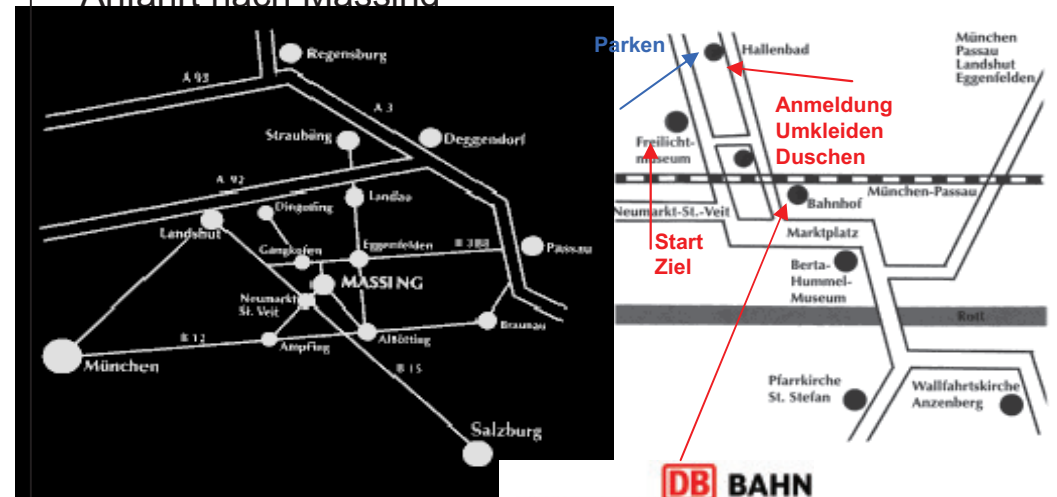 Anfahrt nach Massing
Regensburg
A 93
A 3
Straubing
Deggendorf
A 92
Landau
Dingolfing
Landshut
Gangkofen
Eggenfelden
B 388
Passau
MASSING
Neumarkt
St. Veit
Braunau
B 12
Ampfing
Altötting
München
B 15
Salzburg
Parken
Hallenbad
München
Passau
Landshut
Eggenfelden
Anmeldung
Umkleiden
Duschen
Freilicht-
museum
München-Passau
Bahnhof
Neumarkt-St.-Veit
Marktplatz
Start
Ziel
Berta-
Hummel-
Museum
Rott
Pfarrkirche
St. Stefan
Wallfahrtskirche
Anzenberg
DB BAHN